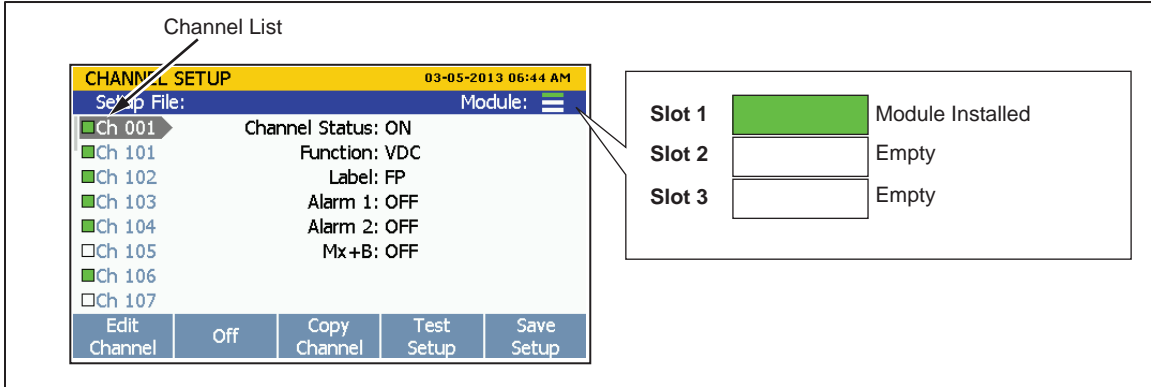 Channel List
CHANNEL SETUP 03-05-2013 06:44 AM
Setup File: Module:
Ch 001 Channel Status: ON
Ch 101 Function: VDC
Ch 102 Label: FP
Ch 103 Alarm 1: OFF
Ch 104 Alarm 2: OFF
Ch 105 Mx+B: OFF
Ch 106
Ch 107
Edit Channel Off Copy Channel Test Setup Save Setup
Slot 1 Module Installed
Slot 2 Empty
Slot 3 Empty